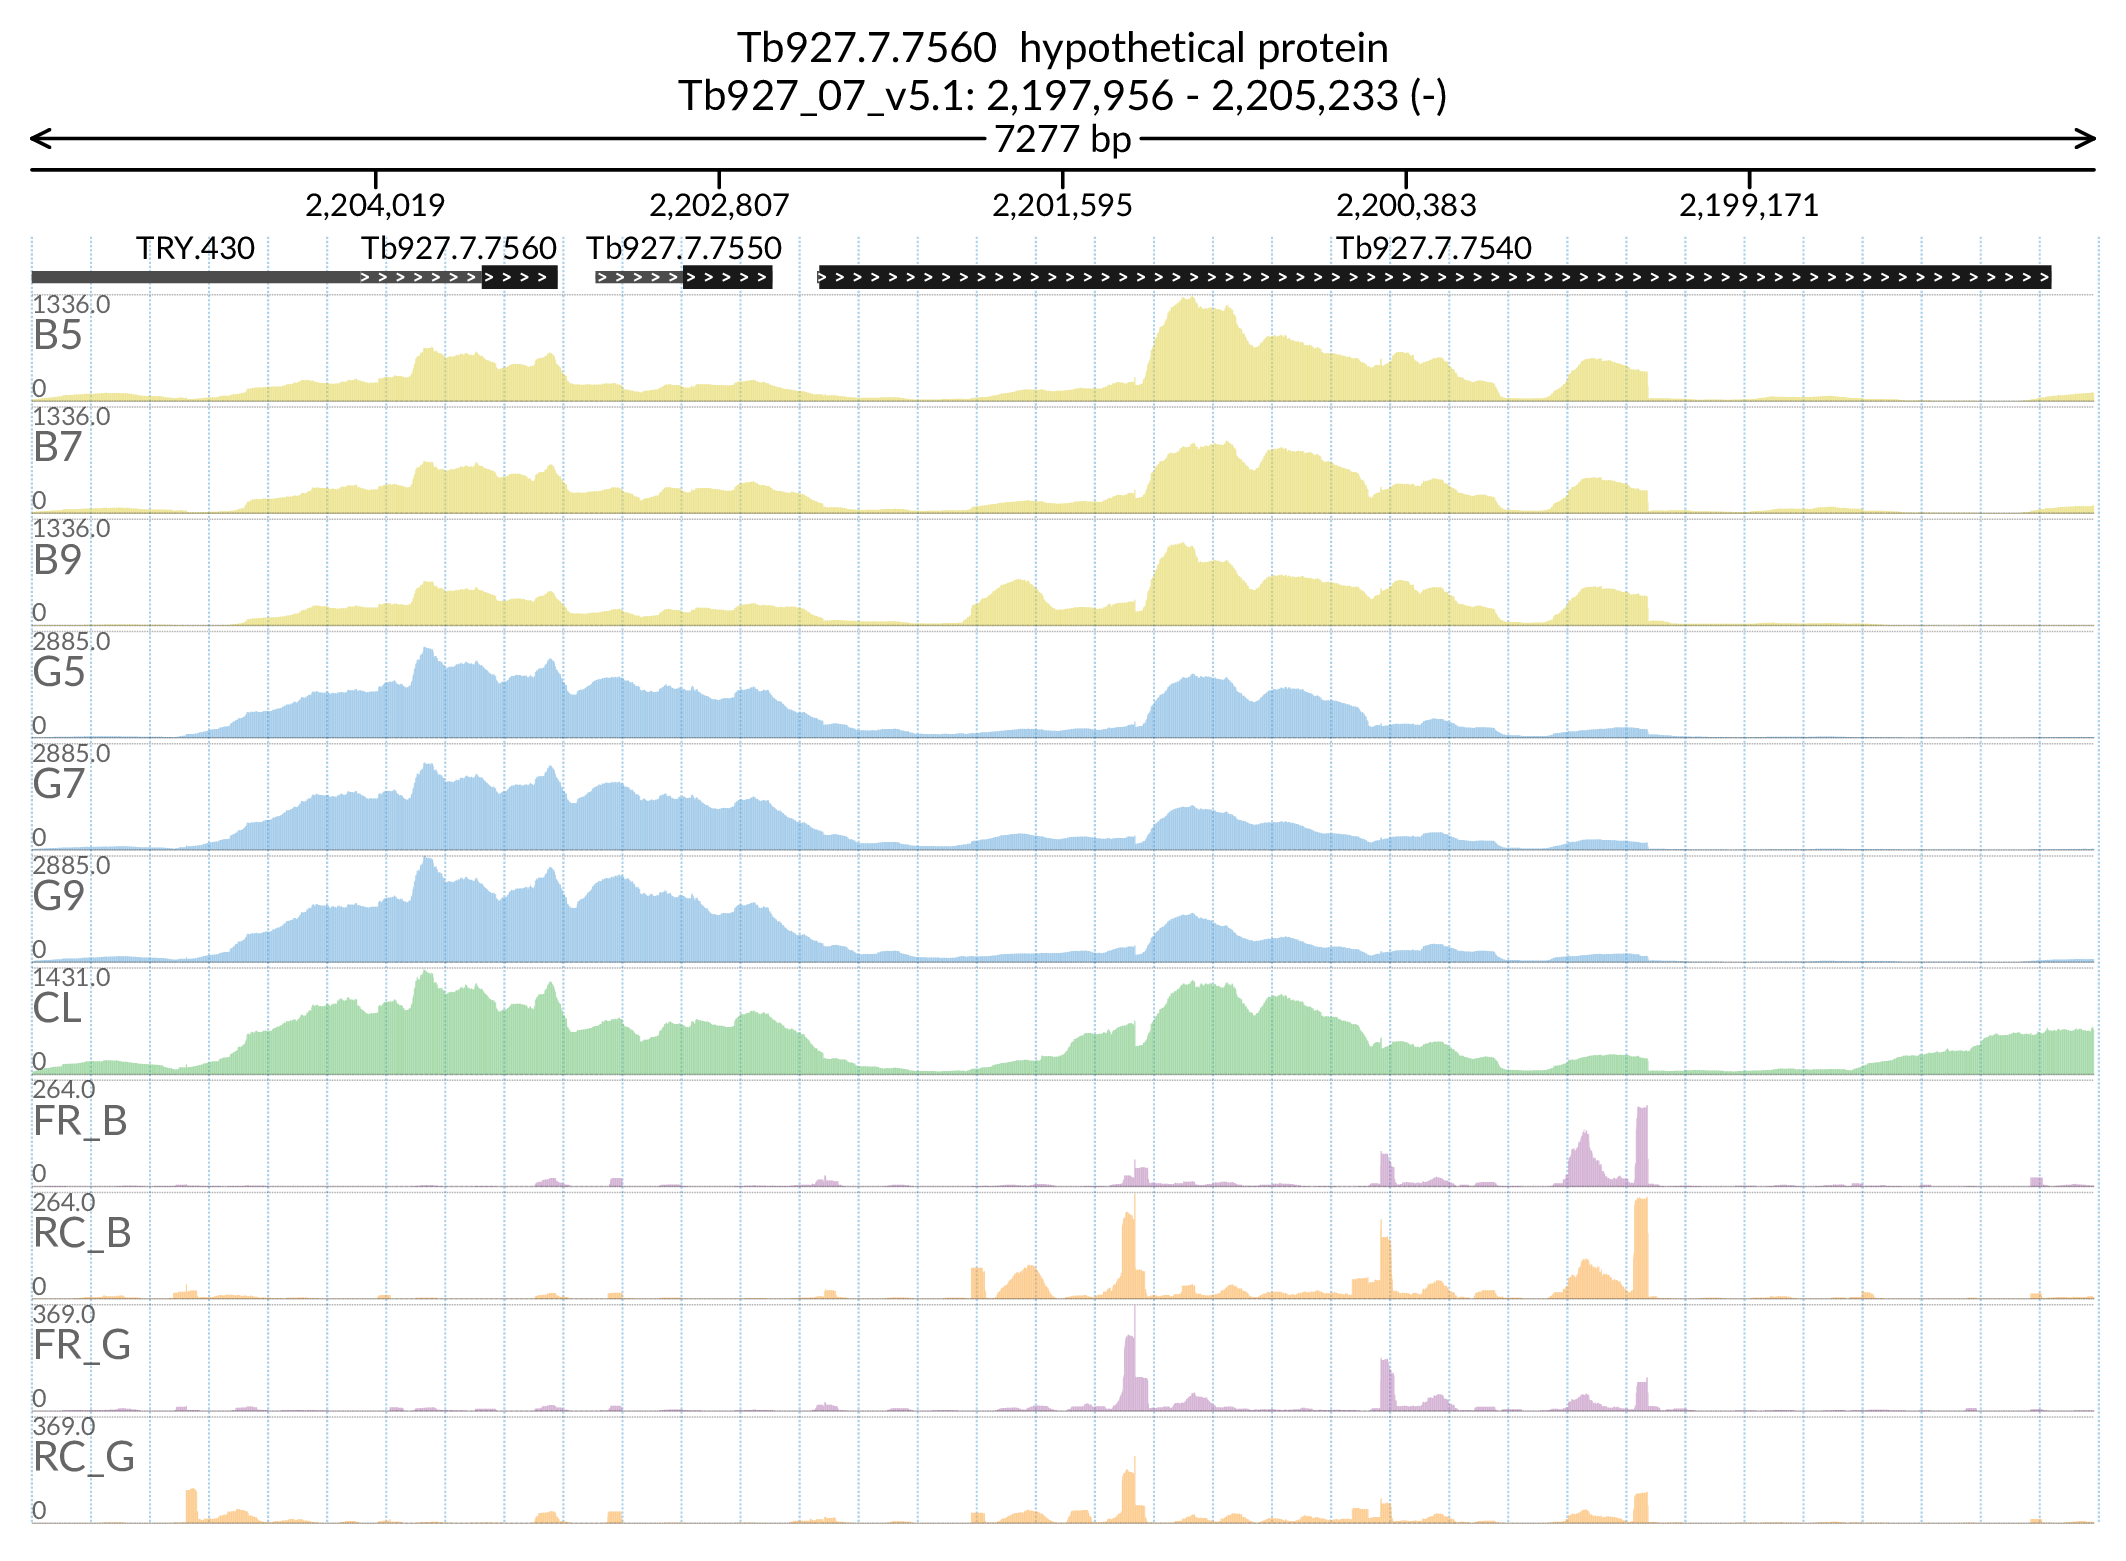 Tb927.7.7560 hypothetical protein
Tb927_07_v5.1: 2,197,956 - 2,205,233 (-)
7277 bp
2,204,019 2,202,807 2,201,595 2,200,383 2,199,171
TRY.430 Tb927.7.7560 Tb927.7.7550 Tb927.7.7540
1336.0
B5
0
1336.0
B7
0
1336.0
B9
0
2885.0
G5
0
2885.0
G7
0
2885.0
G9
0
1431.0
CL
0
264.0
FR_B
0
264.0
RC_B
0
369.0
FR_G
0
369.0
RC_G
0